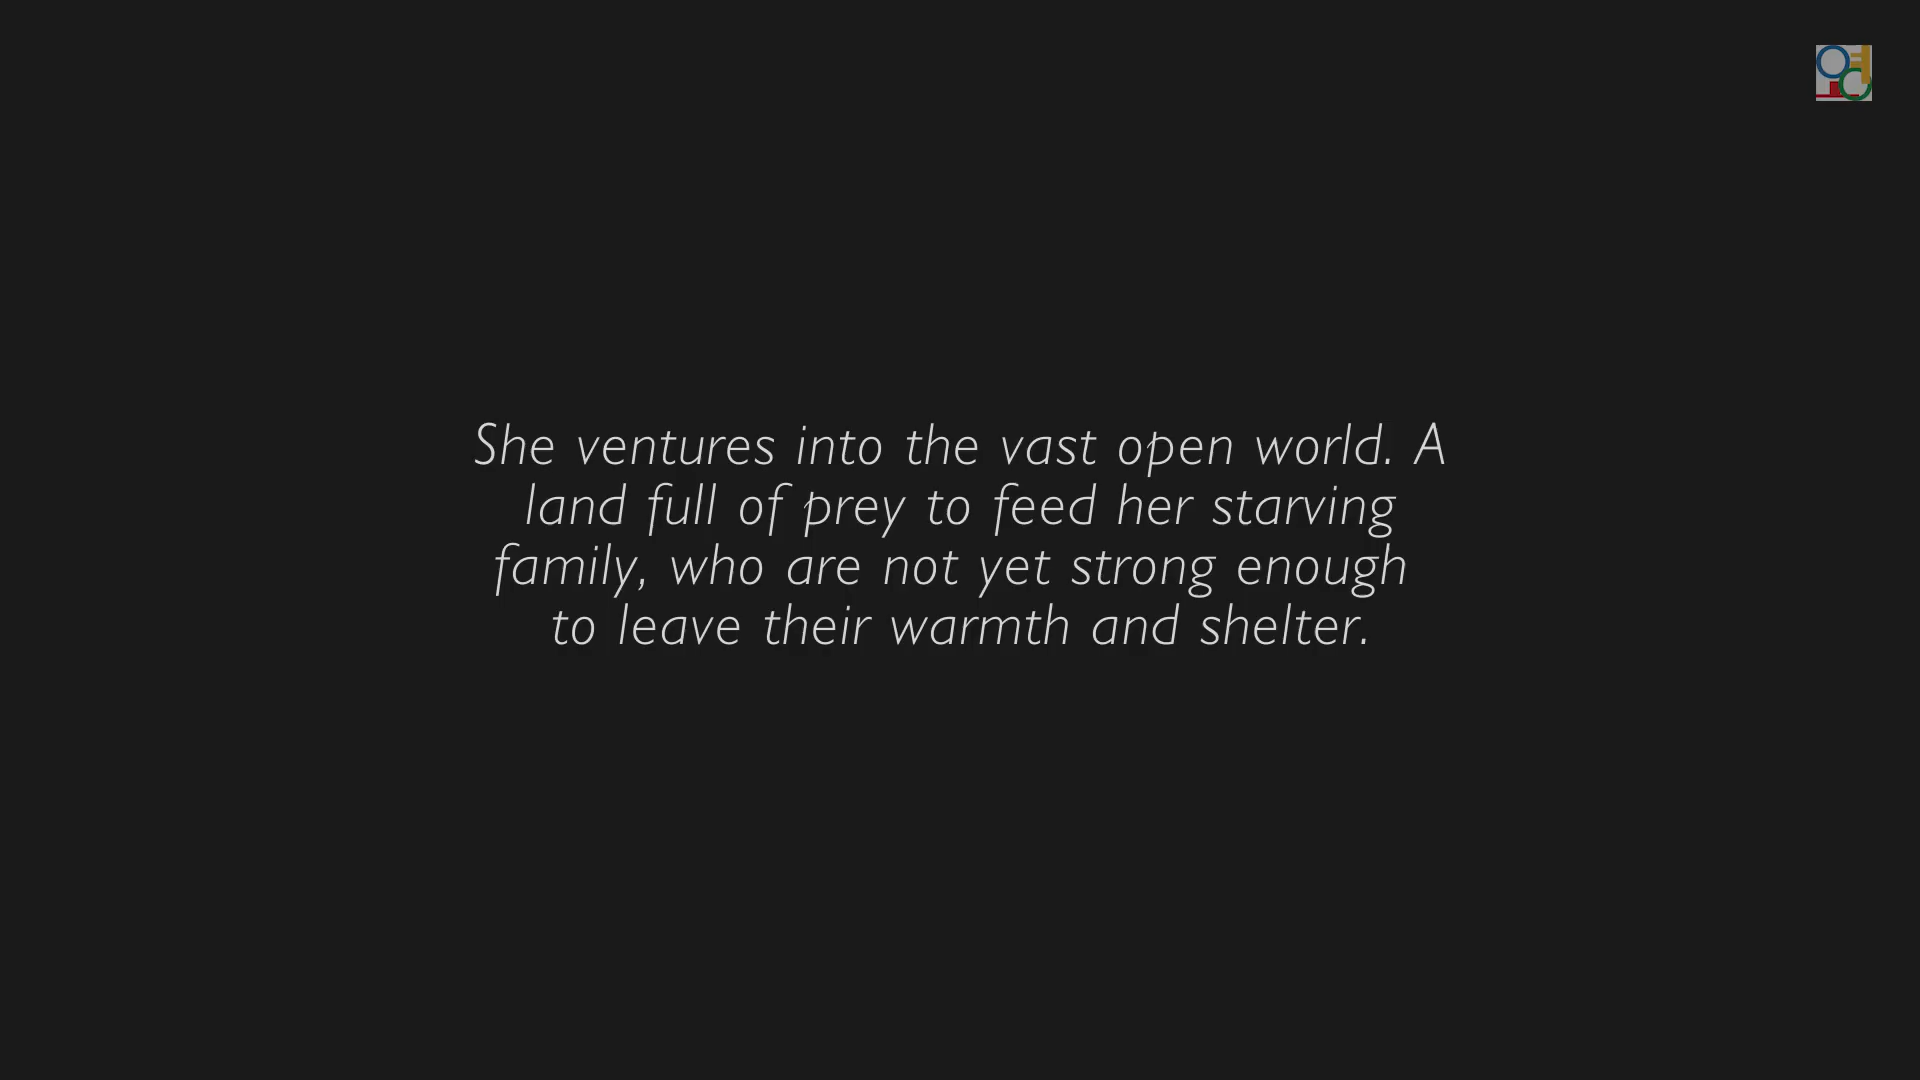 She ventures into the vast open world. A
land full of prey to feed her starving
family, who are not yet strong enough
to leave their warmth and shelter.